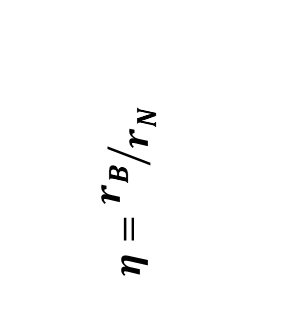 η = r_B/r_N